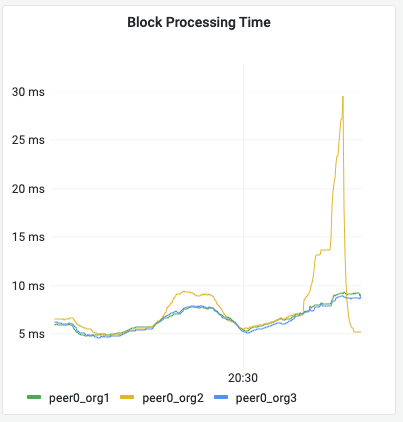 Block Processing Time
30 ms
25 ms
20 ms
15 ms
10 ms
5 ms
20:30
peer0_org1 peer0_org2 peer0_org3